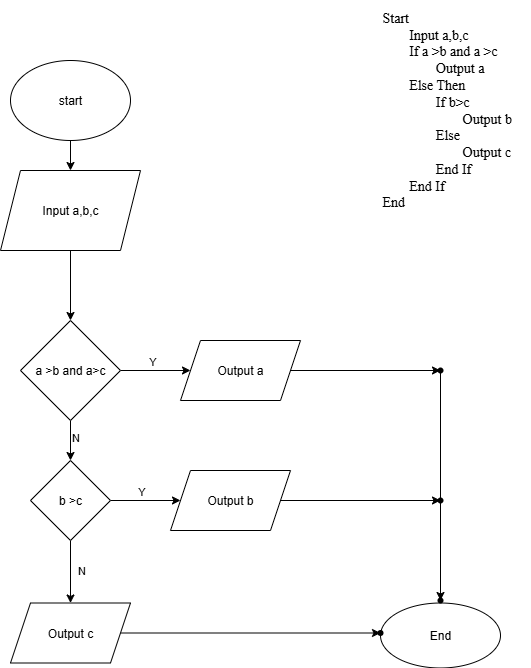 Start
Input a,b,c
If a >b and a >c
Output a
Else Then
If b>c
Output b
Else
Output c
End If
End If
End
start
Input a,b,c
a >b and a>c
Y
Output a
N
b >c
Y
Output b
N
Output c
End